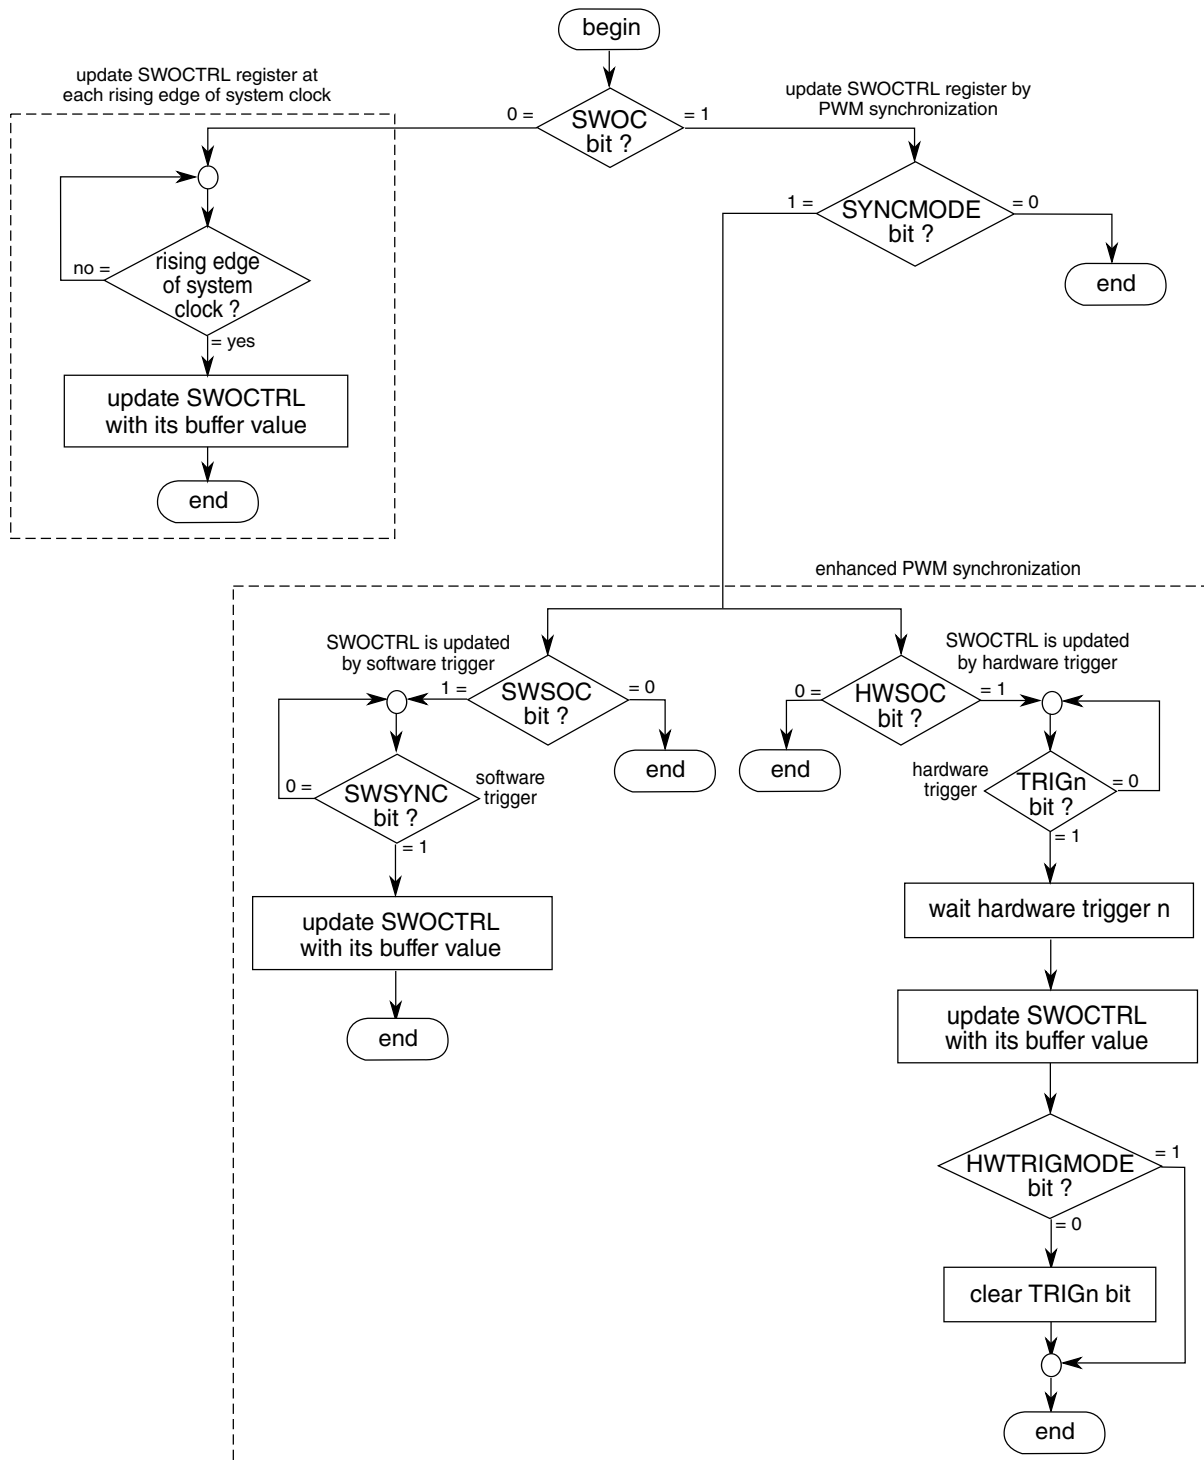 begin
update SWOCTRL register at
each rising edge of system clock
update SWOCTRL register by
PWM synchronization
0 =
SWOC
bit ?
= 1
1 =
SYNCMODE
bit ?
= 0
end
no =
rising edge
of system
clock ?
= yes
update SWOCTRL
with its buffer value
end
enhanced PWM synchronization
SWOCTRL is updated
by software trigger
SWOCTRL is updated
by hardware trigger
1 =
SWSOC
bit ?
= 0
end
0 =
HWSOC
bit ?
= 1
end
0 =
SWSYNC
bit ?
software
trigger
= 1
hardware
trigger
TRIGn
bit ?
= 0
= 1
update SWOCTRL
with its buffer value
end
wait hardware trigger n
update SWOCTRL
with its buffer value
HWTRIGMODE
bit ?
= 1
= 0
clear TRIGn bit
end